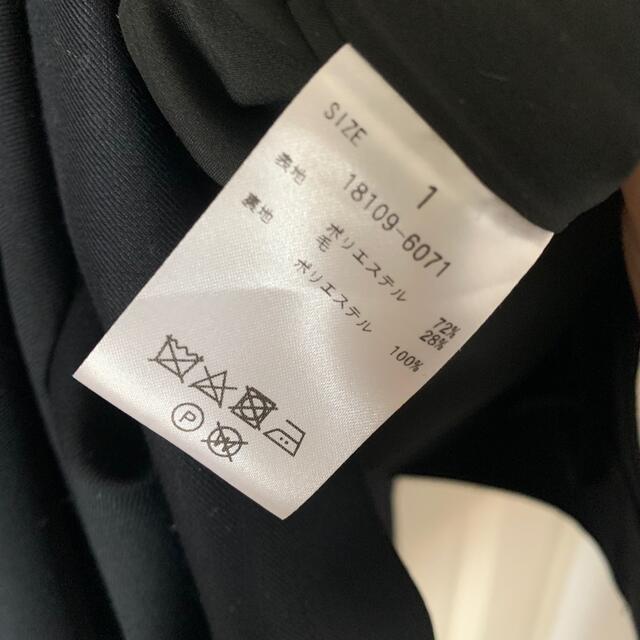 SIZE 1
18109-6071
表地 ポリエステル 72%
毛 28%
裏地 ポリエステル 100%
P
W